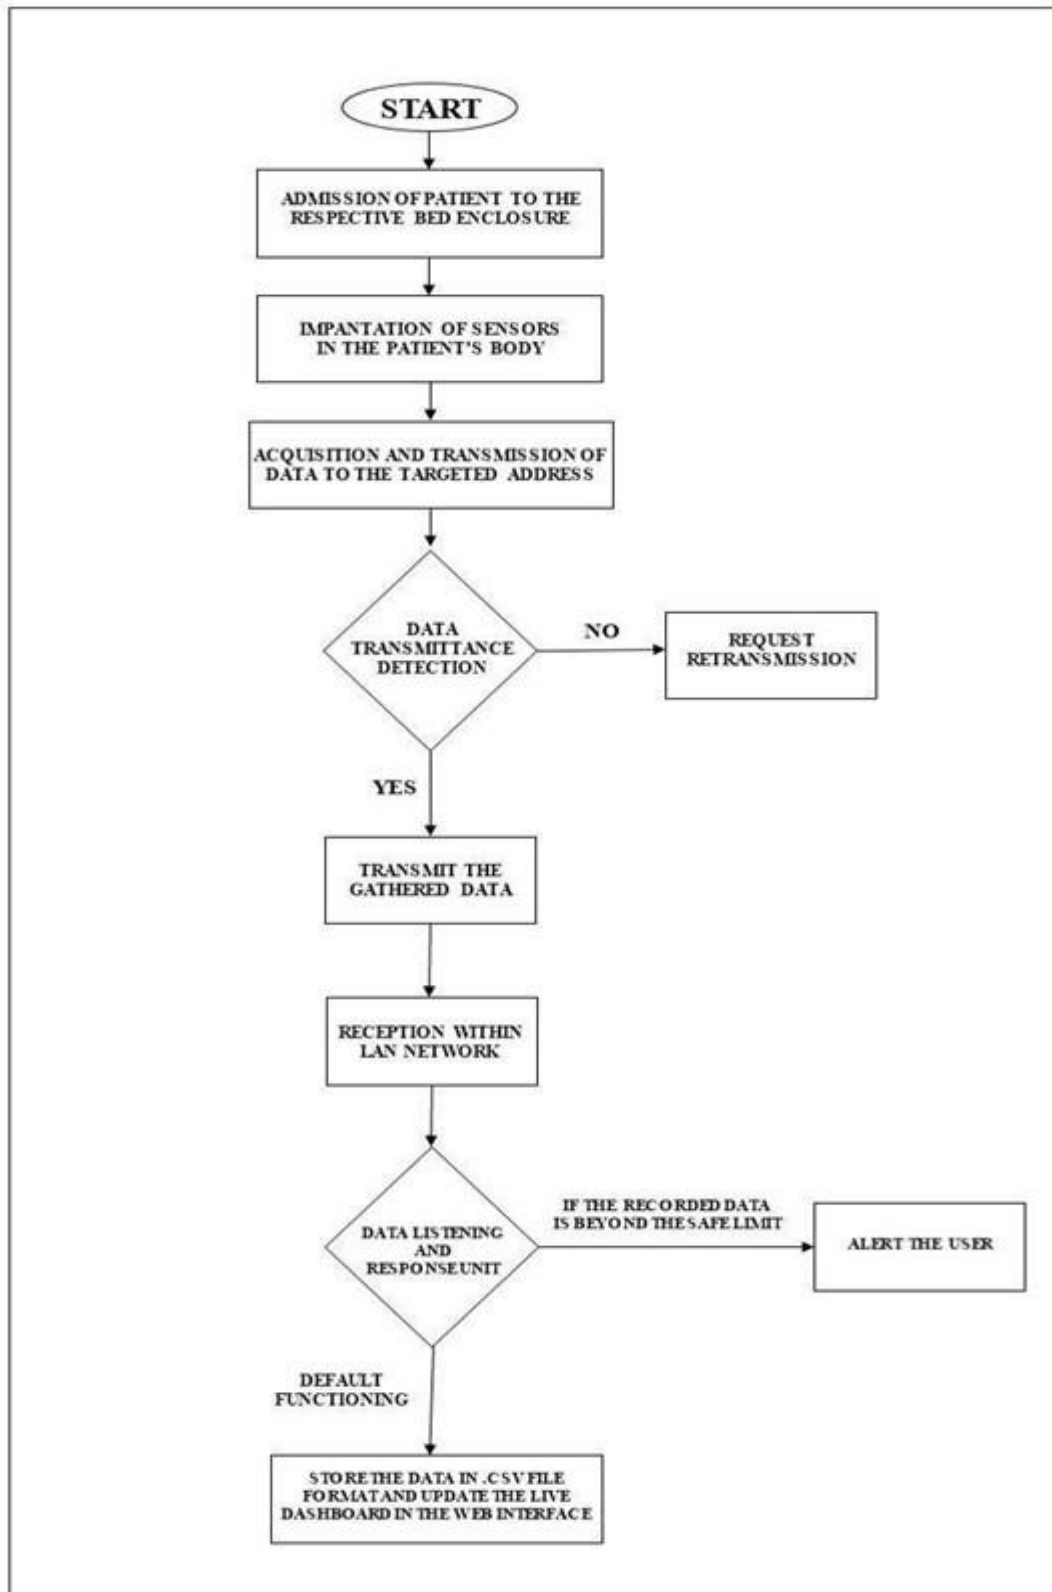 START
ADMISSION OF PATIENT TO THE
RESPECTIVE BED ENCLOSURE
IMPANTATION OF SENSORS
IN THE PATIENT'S BODY
ACQUISITION AND TRANSMISSION OF
DATA TO THE TARGETED ADDRESS
DATA
TRANSMITTANCE
DETECTION
NO
REQUEST
RETRANSMISSION
YES
TRANSMIT THE
GATHERED DATA
RECEPTION WITHIN
LAN NETWORK
DATA LISTENING
AND
RESPONSE UNIT
IF THE RECORDED DATA
IS BEYOND THE SAFE LIMIT
ALERT THE USER
DEFAULT
FUNCTIONING
STORE THE DATA IN .CSV FILE
FORMAT AND UPDATE THE LIVE
DASHBOARD IN THE WEB INTERFACE